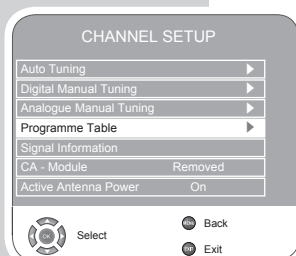 CHANNEL SETUP
Auto Tuning
Digital Manual Tuning
Analogue Manual Tuning
Programme Table
Signal Information
CA - Module Removed
Active Antenna Power On
OK Select
MENU Back
EXIT Exit